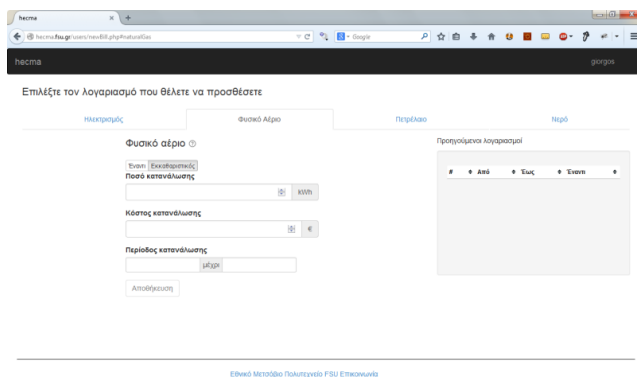 hecma
hecma.fsu.gr/users/newBill.php#naturalGas
Google
hecma
giorgos
Επιλέξτε τον λογαριασμό που θέλετε να προσθέσετε
Ηλεκτρισμός Φυσικό Αέριο Πετρέλαιο Νερό
Φυσικό αέριο
Προηγούμενοι λογαριασμοί
Έναντι Εκκαθαριστικός
# Από Έως Έναντι
Ποσό κατανάλωσης
kWh
Κόστος κατανάλωσης
€
Περίοδος κατανάλωσης
μέχρι
Αποθήκευση
Εθνικό Μετσόβιο Πολυτεχνείο FSU Επικοινωνία